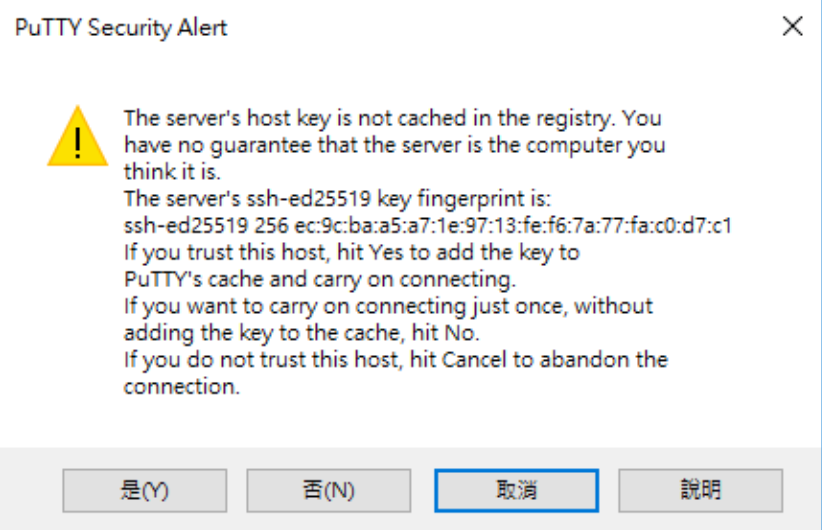 PuTTY Security Alert
The server's host key is not cached in the registry. You
have no guarantee that the server is the computer you
think it is.
The server's ssh-ed25519 key fingerprint is:
ssh-ed25519 256 ec:9c:ba:a5:a7:1e:97:13:fe:f6:7a:77:fa:c0:d7:c1
If you trust this host, hit Yes to add the key to
PuTTY's cache and carry on connecting.
If you want to carry on connecting just once, without
adding the key to the cache, hit No.
If you do not trust this host, hit Cancel to abandon the
connection.
是(Y) 否(N) 取消 說明